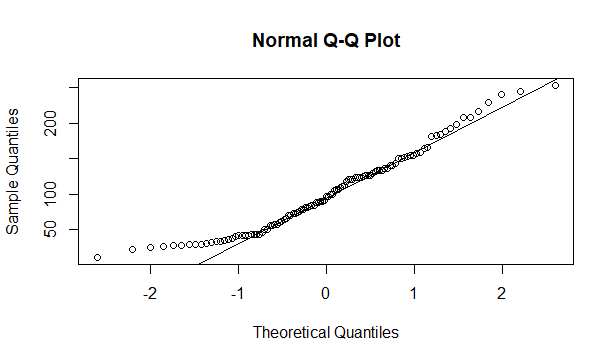 Normal Q-Q Plot
Sample Quantiles
200
100
50
-2 -1 0 1 2
Theoretical Quantiles